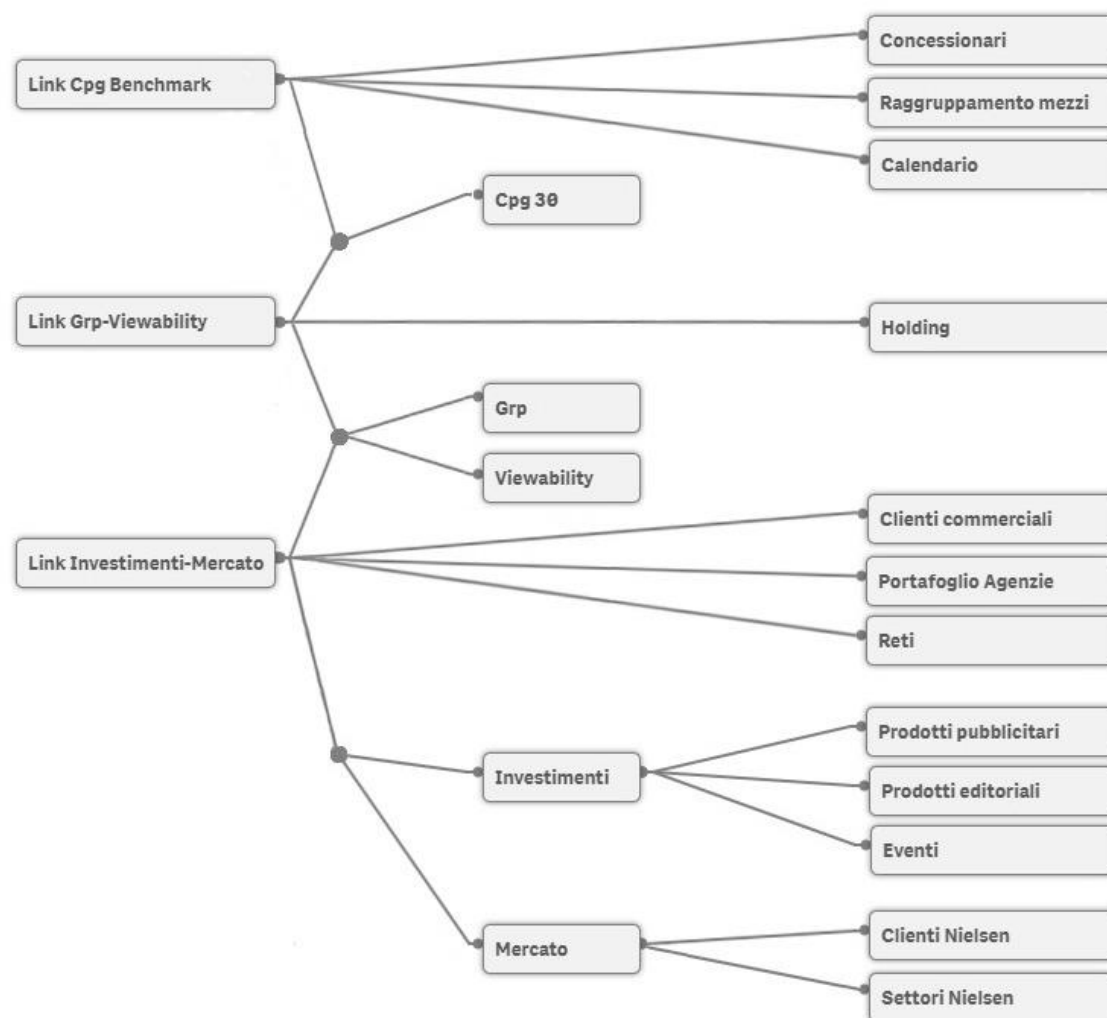 Concessionari
Link Cpg Benchmark
Raggruppamento mezzi
Calendario
Cpg 30
Link Grp-Viewability
Holding
Grp
Viewability
Clienti commerciali
Link Investimenti-Mercato
Portafoglio Agenzie
Reti
Prodotti pubblicitari
Investimenti
Prodotti editoriali
Eventi
Clienti Nielsen
Mercato
Settori Nielsen